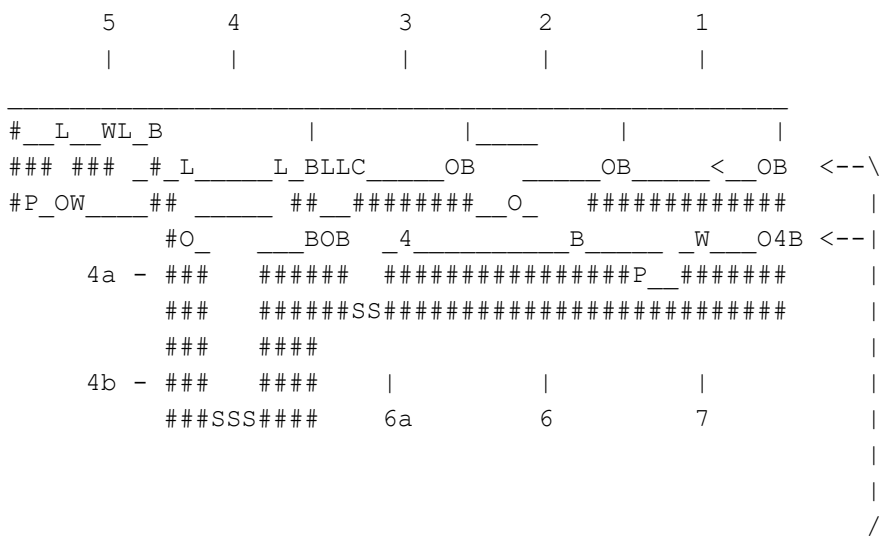 5       4          3        2         1
      |       |          |        |         |
__________________________________________________
#__L__WL_B         |         |____     |         |
### ### _#_L_____L_BLLC_____OB   _____OB_____<__OB  <--\
#P_OW____## _____ ##__########__O_   #############     |
          #O_   ___BOB  _4__________B_____ _W___O4B <--|
     4a - ###   ######  ################P__#######     |
          ###   ######SS##########################     |
          ###   ####                                   |
     4b - ###   ####    |         |         |          |
          ###SSS####    6a        6         7          |
                                                       |
                                                       |
                                                       /